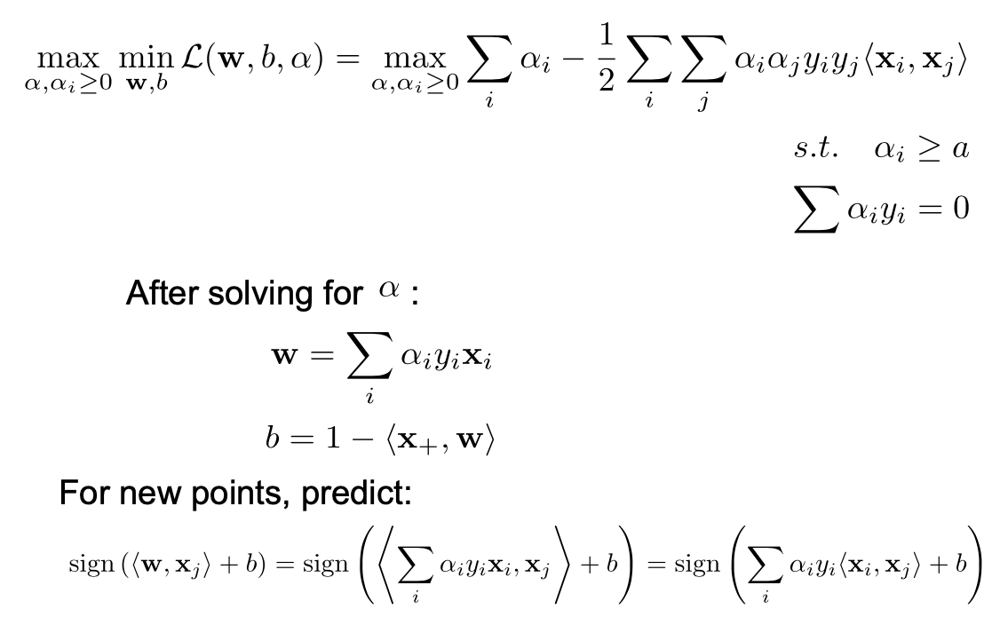 $$\max_{\alpha,\alpha_i\geq 0} \min_{\mathbf{w},b} \mathcal{L}(\mathbf{w}, b, \alpha) = \max_{\alpha,\alpha_i\geq 0} \sum_i \alpha_i - \frac{1}{2} \sum_i \sum_j \alpha_i \alpha_j y_i y_j \langle \mathbf{x}_i, \mathbf{x}_j \rangle$$
$$s.t. \quad \alpha_i \geq a$$
$$\sum \alpha_i y_i = 0$$
After solving for $\alpha$ :
$$\mathbf{w} = \sum_i \alpha_i y_i \mathbf{x}_i$$
$$b = 1 - \langle \mathbf{x}_+, \mathbf{w} \rangle$$
For new points, predict:
$$\text{sign}\left(\langle \mathbf{w}, \mathbf{x}_j \rangle + b\right) = \text{sign}\left(\left\langle \sum_i \alpha_i y_i \mathbf{x}_i, \mathbf{x}_j \right\rangle + b\right) = \text{sign}\left(\sum_i \alpha_i y_i \langle \mathbf{x}_i, \mathbf{x}_j \rangle + b\right)$$